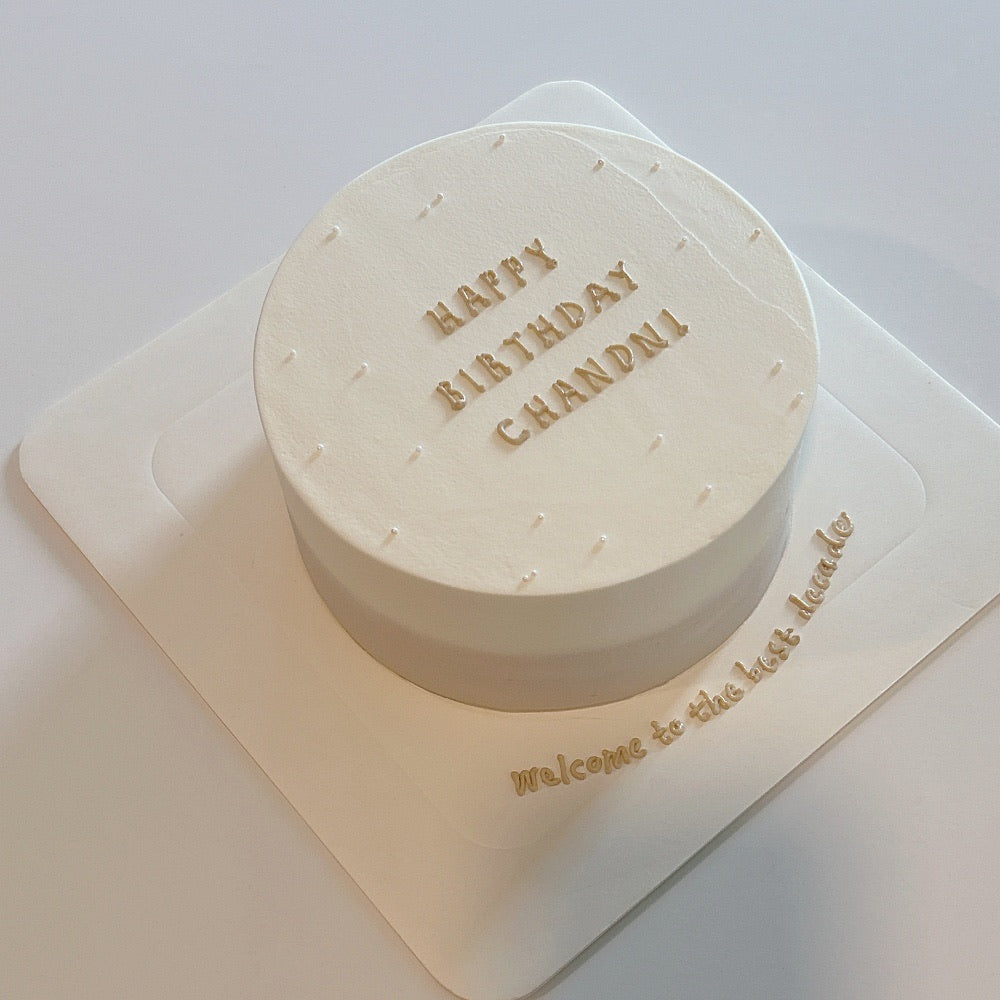 HAPPY
BIRTHDAY
CHANDNI
welcome to the best decade